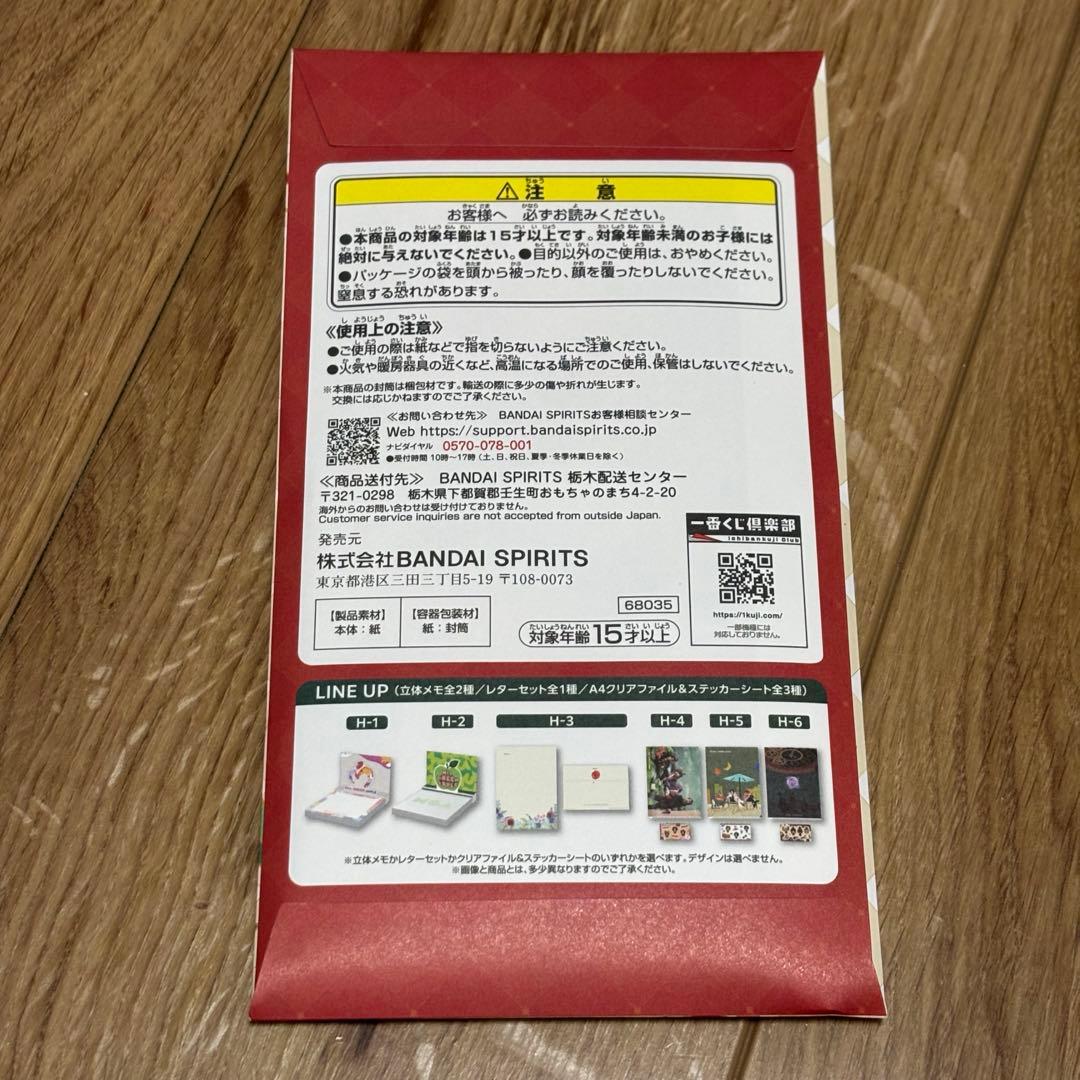 ⚠注 意
お客様へ 必ずお読みください。
●本商品の対象年齢は15才以上です。対象年齢未満のお子様には
絶対に与えないでください。●目的以外のご使用は、おやめください。
●パッケージの袋を頭から被ったり、顔を覆ったりしないでください。
窒息する恐れがあります。
≪使用上の注意≫
●ご使用の際は紙などで指を切らないようにご注意ください。
●火気や暖房器具の近くなど、高温になる場所でのご使用、保管はしないでください。
※本商品の封筒は梱包材です。輸送の際に多少の傷や折れが生じます。
交換には応じかねますのでご了承ください。
≪お問い合わせ先≫ BANDAI SPIRITSお客様相談センター
Web https://support.bandaispirits.co.jp
ナビダイヤル 0570-078-001
●受付時間 10時〜17時(土、日、祝日、夏季・冬季休業日を除く)
≪商品送付先≫ BANDAI SPIRITS 栃木配送センター
〒321-0298 栃木県下都賀郡壬生町おもちゃのまち4-2-20
海外からのお問い合わせは受け付けておりません。
Customer service inquiries are not accepted from outside Japan.
発売元
株式会社BANDAI SPIRITS
東京都港区三田三丁目5-19 〒108-0073
【製品素材】
本体:紙
【容器包装材】
紙:封筒
68035
対象年齢15才以上
一番くじ倶楽部
Ichibankuji Club
https://1kuji.com/
一部機種には
対応しておりません。
LINE UP (立体メモ全2種/レターセット全1種/A4クリアファイル&ステッカーシート全3種)
H-1 H-2 H-3 H-4 H-5 H-6
※立体メモかレターセットかクリアファイル&ステッカーシートのいずれかを選べます。デザインは選べません。
※画像と商品とは、多少異なりますのでご了承ください。